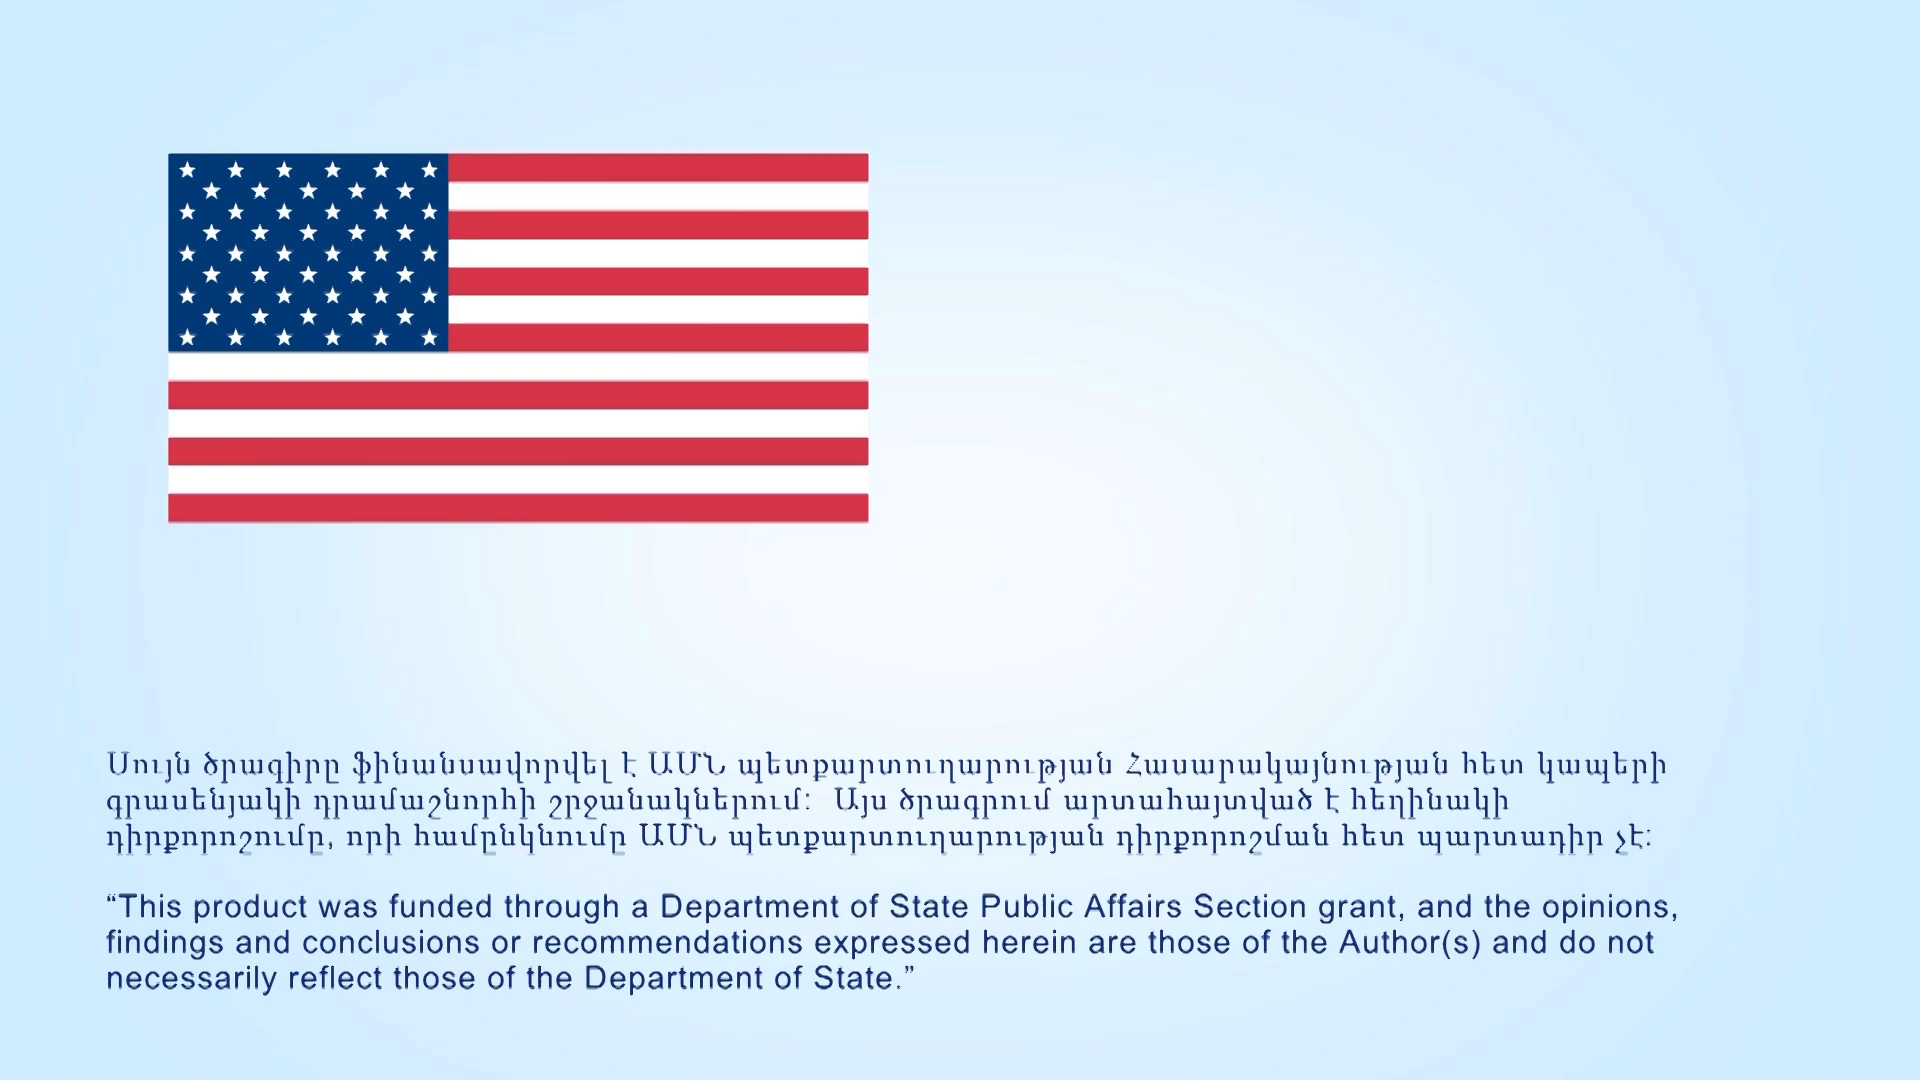 Սույն ծրագիրը ֆինանսավորվել է ԱՄՆ պետքարտուղարության Հասարակայնության հետ կապերի
գրասենյակի դրամաշնորհի շրջանակներում։ Այս ծրագրում արտահայտված է հեղինակի
դիրքորոշումը, որի համընկնումը ԱՄՆ պետքարտուղարության դիրքորոշման հետ պարտադիր չէ։
“This product was funded through a Department of State Public Affairs Section grant, and the opinions,
findings and conclusions or recommendations expressed herein are those of the Author(s) and do not
necessarily reflect those of the Department of State.”